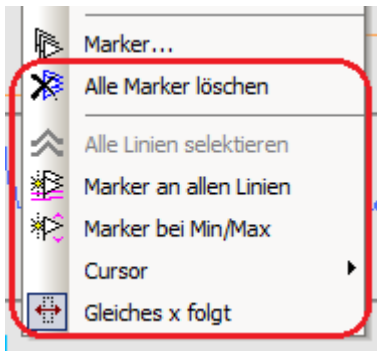 Marker...
Alle Marker löschen
Alle Linien selektieren
Marker an allen Linien
Marker bei Min/Max
Cursor
Gleiches x folgt